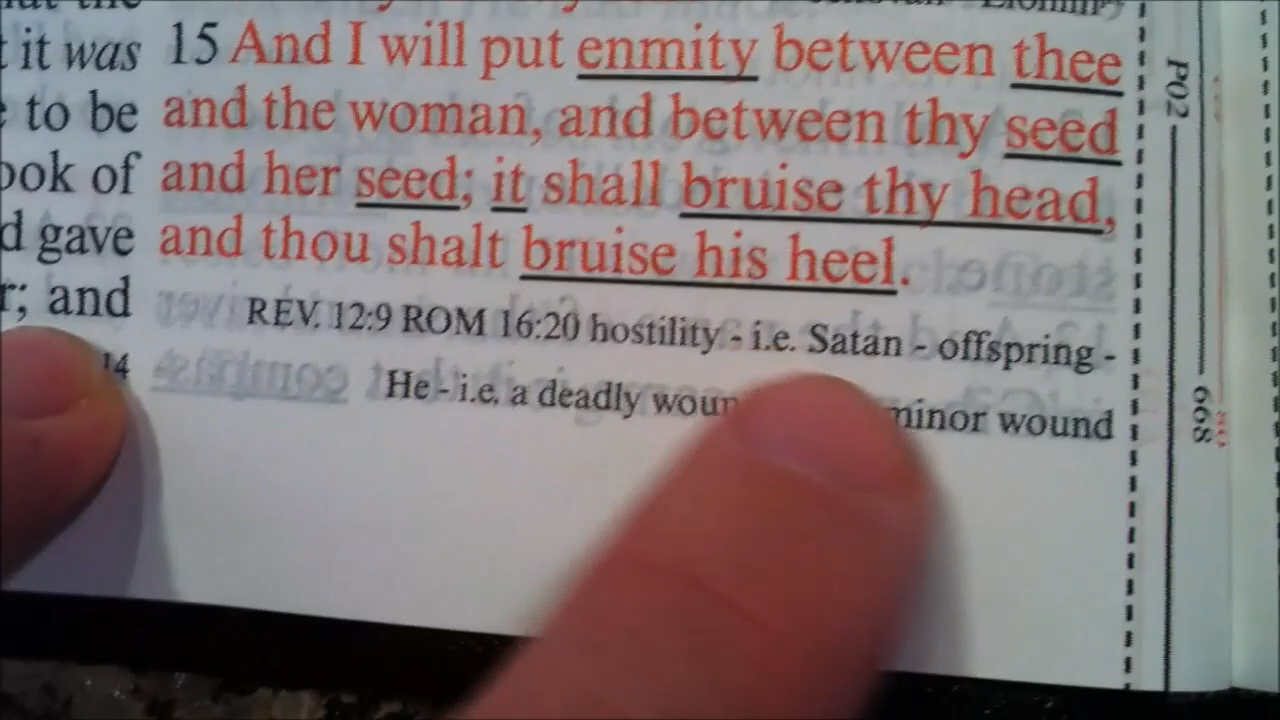 it was
to be
ook of
d gave
r; and
14
15 And I will put enmity between thee
and the woman, and between thy seed
and her seed; it shall bruise thy head,
and thou shalt bruise his heel.
REV. 12:9 ROM 16:20 hostility - i.e. Satan - offspring -
He - i.e. a deadly woun minor wound
P02
668